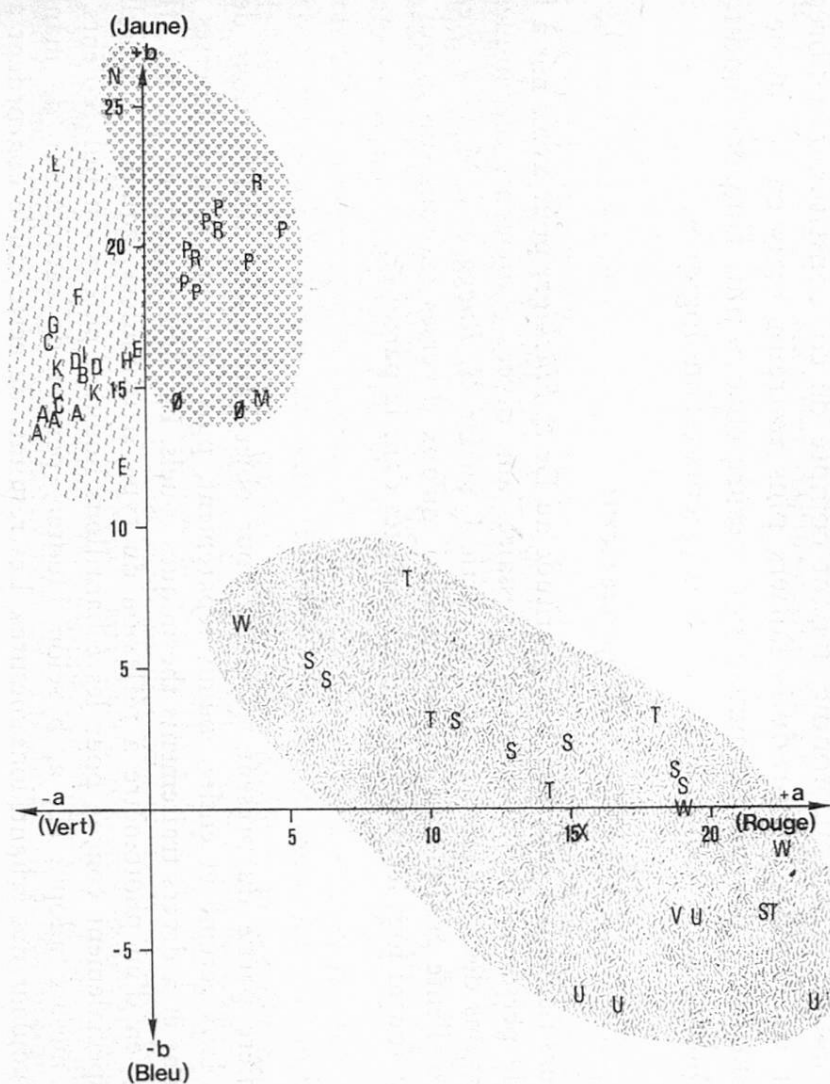 (Jaune)
+b
N
25
L
R
P
P
R
P
20
P
R
P
P
P
F
G
C
E
H
I
D
D
K
B
15
C
K
C
M
Ø
Ø
A
A
A
A
E
10
T
W
5
S
S
T
S
T
S
S
S
S
T
W
-a
+a
(Vert)
5
10
15
X
20
(Rouge)
W
V
U
ST
-5
U
U
U
-b
(Bleu)